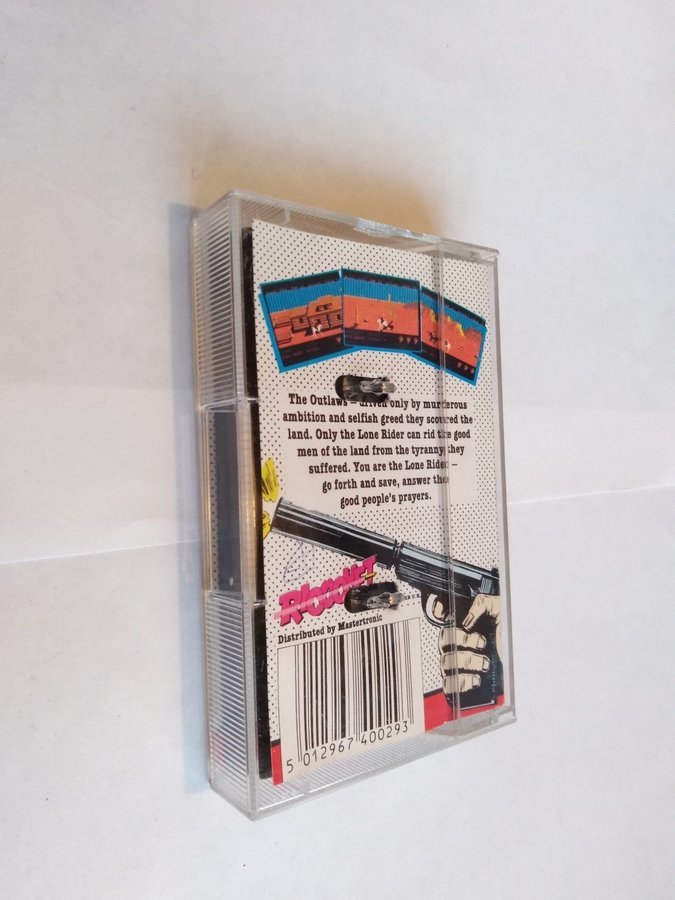 The Outlaws — driven only by murderous
ambition and selfish greed they scoured the
land. Only the Lone Rider can rid the good
men of the land from the tyranny they
suffered. You are the Lone Rider —
go forth and save, answer the
good people's prayers.
RICOCHET
Distributed by Mastertronic
5 012967 400293